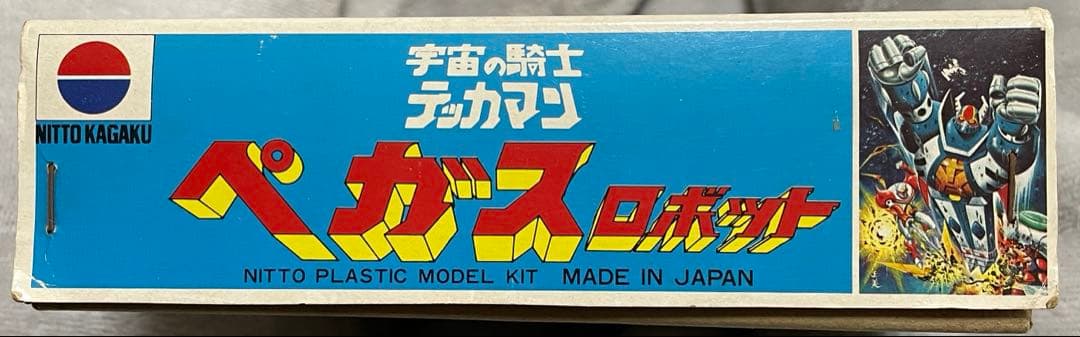 NITTO KAGAKU
宇宙の騎士
テッカマン
ペガスロボット
NITTO PLASTIC MODEL KIT MADE IN JAPAN